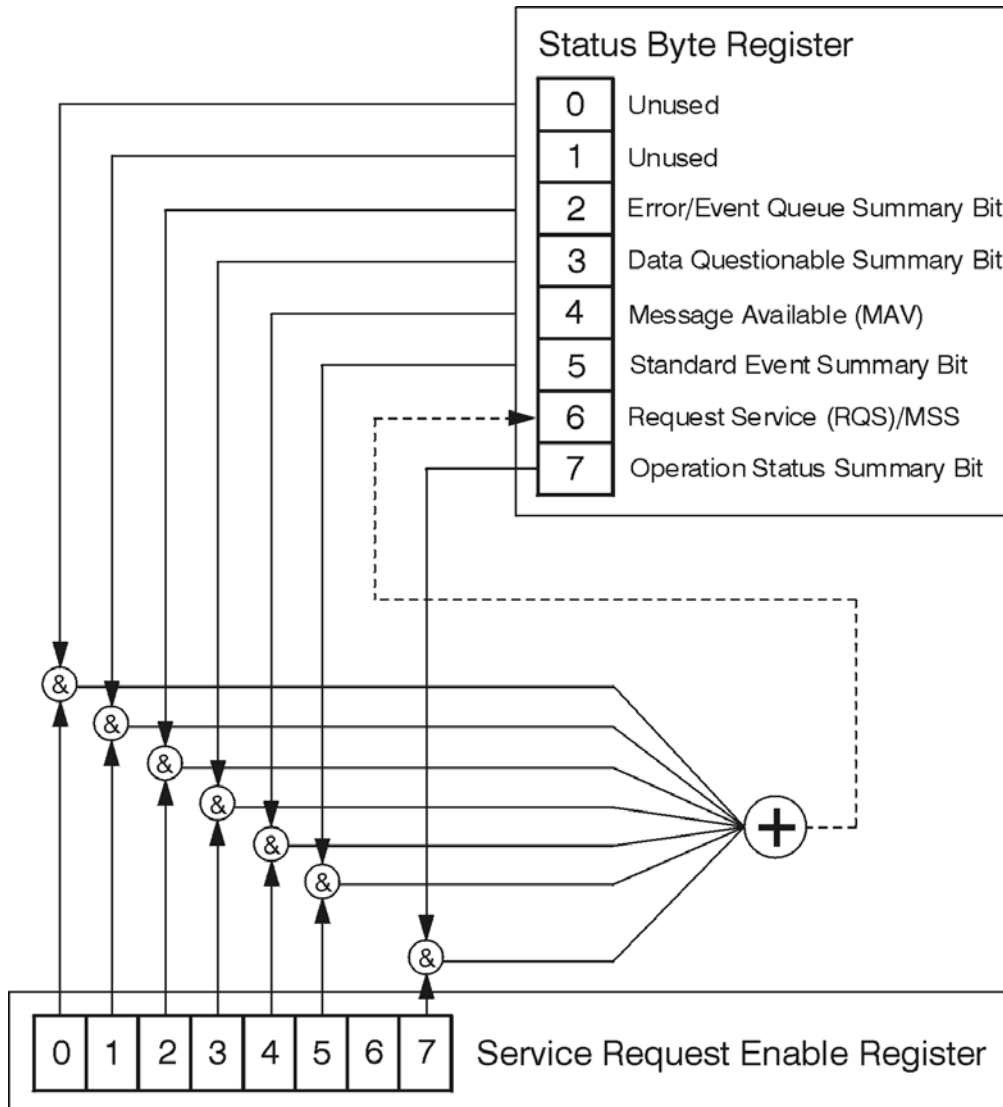 Status Byte Register
0 Unused
1 Unused
2 Error/Event Queue Summary Bit
3 Data Questionable Summary Bit
4 Message Available (MAV)
5 Standard Event Summary Bit
6 Request Service (RQS)/MSS
7 Operation Status Summary Bit
&
&
&
&
&
&
&
+
0 1 2 3 4 5 6 7 Service Request Enable Register